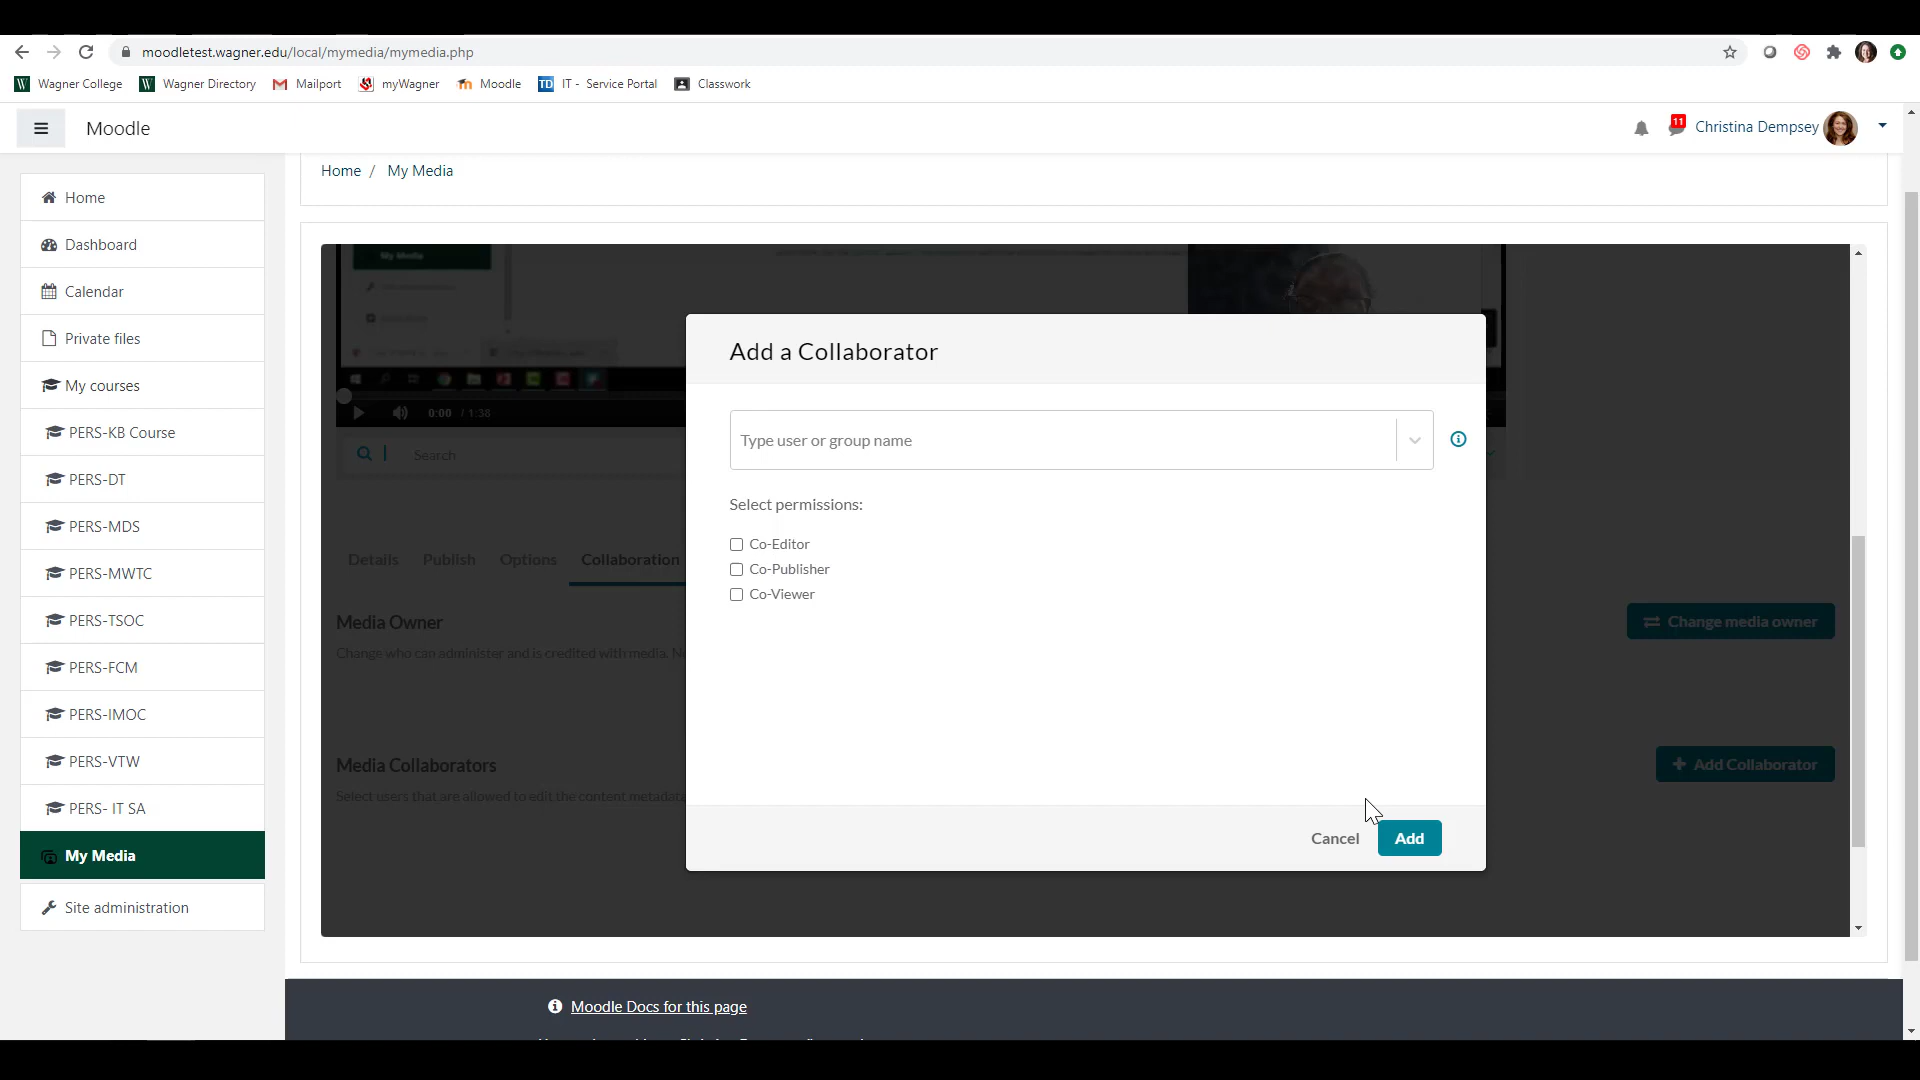 moodletest.wagner.edu/local/mymedia/mymedia.php
Wagner College Wagner Directory Mailport myWagner Moodle TD IT - Service Portal Classwork
Moodle
11 Christina Dempsey
Home / My Media
Home
Dashboard
Calendar
Private files
My courses
PERS-KB Course
PERS-DT
PERS-MDS
PERS-MWTC
PERS-TSOC
PERS-FCM
PERS-IMOC
PERS-VTW
PERS- IT SA
My Media
Site administration
My Media
0:00 / 1:38
Search
Details Publish Options Collaboration
Media Owner
Change who can administer and is credited with media.
Change media owner
Media Collaborators
Select users that are allowed to edit the content
Add Collaborator
Add a Collaborator
Type user or group name
Select permissions:
Co-Editor
Co-Publisher
Co-Viewer
Cancel Add
Moodle Docs for this page